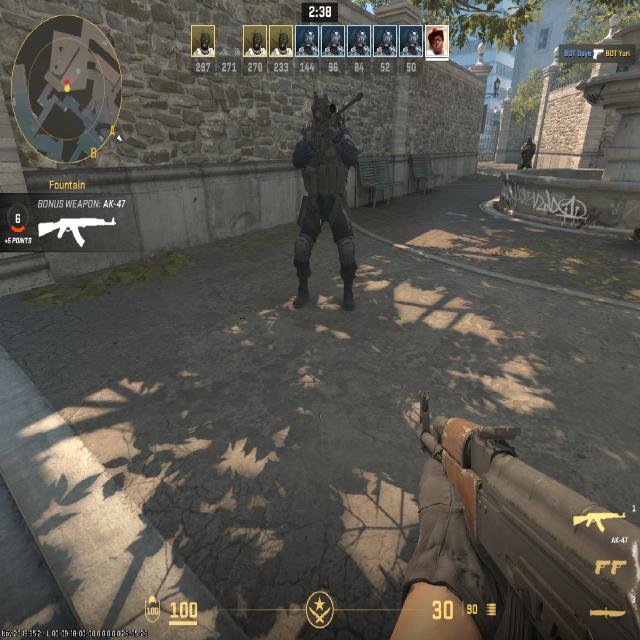 2:38
287 271 270 233 144 96 84 52 50
BOT Dayo BOT Yuri
B
Fountain
BONUS WEAPON: AK-47
6
+5 POINTS
1
AK-47
100 100
30 90